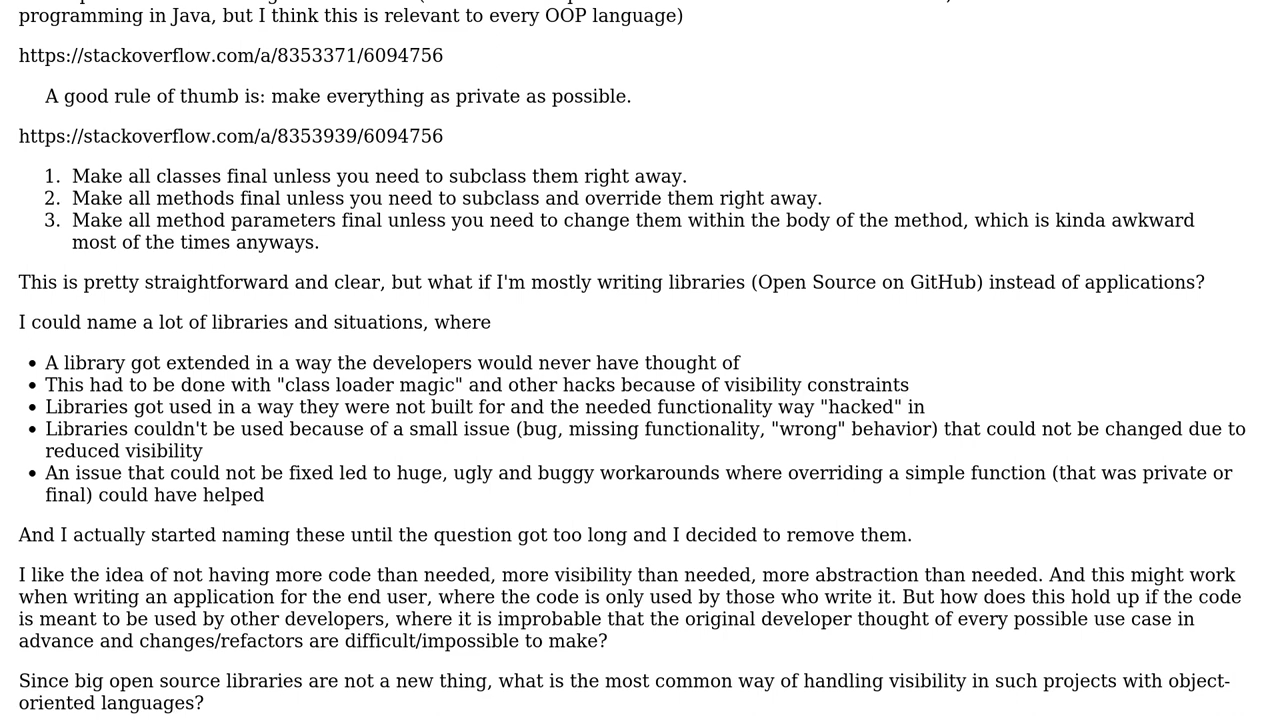 programming in Java, but I think this is relevant to every OOP language)
https://stackoverflow.com/a/8353371/6094756
A good rule of thumb is: make everything as private as possible.
https://stackoverflow.com/a/8353939/6094756
1. Make all classes final unless you need to subclass them right away.
2. Make all methods final unless you need to subclass and override them right away.
3. Make all method parameters final unless you need to change them within the body of the method, which is kinda awkward
most of the times anyways.
This is pretty straightforward and clear, but what if I'm mostly writing libraries (Open Source on GitHub) instead of applications?
I could name a lot of libraries and situations, where
• A library got extended in a way the developers would never have thought of
• This had to be done with "class loader magic" and other hacks because of visibility constraints
• Libraries got used in a way they were not built for and the needed functionality way "hacked" in
• Libraries couldn't be used because of a small issue (bug, missing functionality, "wrong" behavior) that could not be changed due to
reduced visibility
• An issue that could not be fixed led to huge, ugly and buggy workarounds where overriding a simple function (that was private or
final) could have helped
And I actually started naming these until the question got too long and I decided to remove them.
I like the idea of not having more code than needed, more visibility than needed, more abstraction than needed. And this might work
when writing an application for the end user, where the code is only used by those who write it. But how does this hold up if the code
is meant to be used by other developers, where it is improbable that the original developer thought of every possible use case in
advance and changes/refactors are difficult/impossible to make?
Since big open source libraries are not a new thing, what is the most common way of handling visibility in such projects with object-
oriented languages?